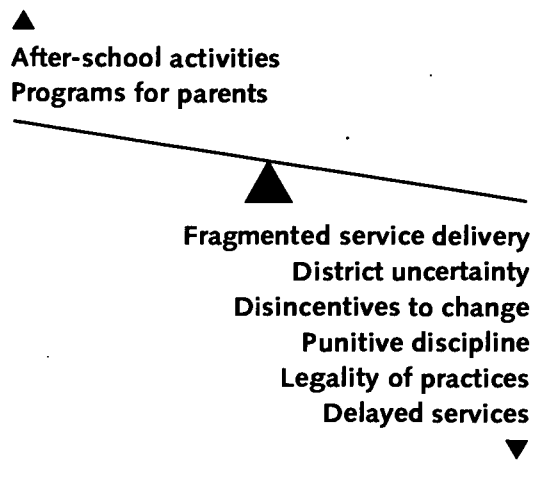 After-school activities
Programs for parents
Fragmented service delivery
District uncertainty
Disincentives to change
Punitive discipline
Legality of practices
Delayed services